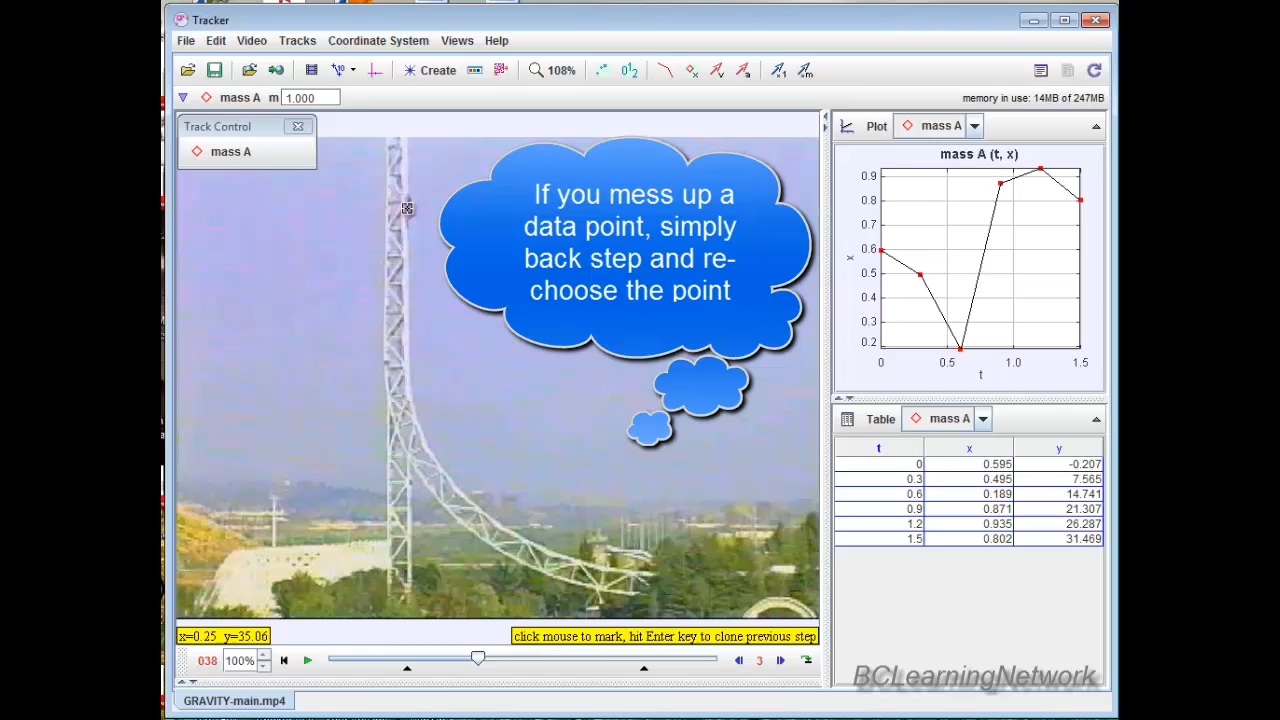 Tracker
File Edit Video Tracks Coordinate System Views Help
Create 108%
mass A m 1.000
memory in use: 14MB of 247MB
Track Control
mass A
If you mess up a
data point, simply
back step and re-
choose the point
Plot mass A
mass A (t, x)
0.9
0.8
0.7
0.6
0.5
0.4
0.3
0.2
x
0 0.5 1.0 1.5
t
Table mass A
t x y
0 0.595 -0.207
0.3 0.495 7.565
0.6 0.189 14.741
0.9 0.871 21.307
1.2 0.935 26.287
1.5 0.802 31.469
x=0.25 y=35.06
click mouse to mark, hit Enter key to clone previous step
038 100% 3
BCLearningNetwork
GRAVITY-main.mp4